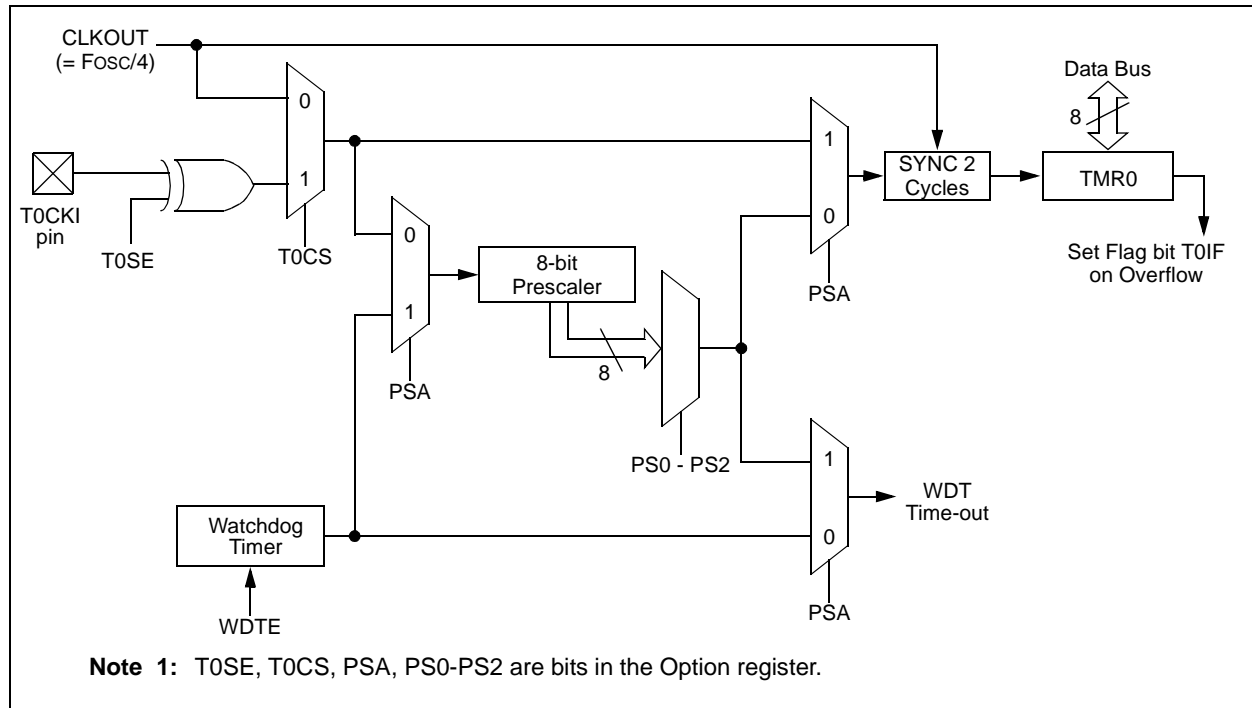 CLKOUT
(= FOSC/4)
Data Bus
8
0
1
T0CKI
pin
T0SE
T0CS
1
0
PSA
SYNC 2
Cycles
TMR0
Set Flag bit T0IF
on Overflow
0
1
PSA
8-bit
Prescaler
8
PS0 - PS2
Watchdog
Timer
WDTE
1
0
PSA
WDT
Time-out
Note 1: T0SE, T0CS, PSA, PS0-PS2 are bits in the Option register.